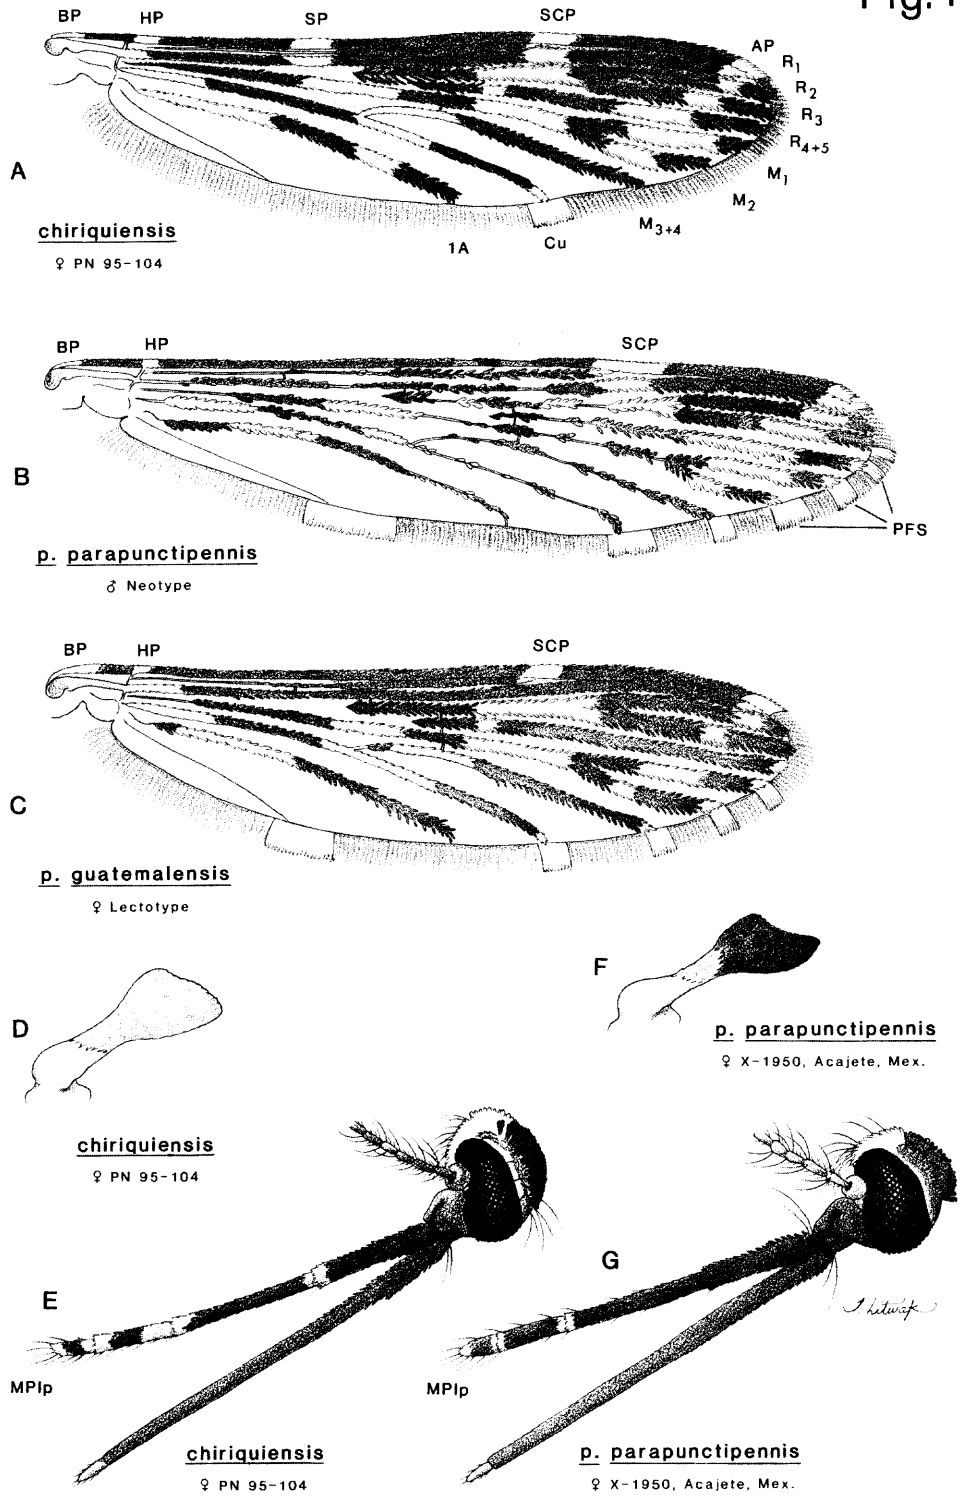 Fig. 1
BP HP SP SCP
AP
R1
R2
R3
R4+5
M1
M2
M3+4
Cu
1A
A
chiriquiensis
♀ PN 95-104
BP HP SCP
B
PFS
p. parapunctipennis
♂ Neotype
BP HP SCP
C
p. guatemalensis
♀ Lectotype
F
D
p. parapunctipennis
♀ X-1950, Acajete, Mex.
chiriquiensis
♀ PN 95-104
E
G
T. Litwak
MPlp
MPlp
chiriquiensis
♀ PN 95-104
p. parapunctipennis
♀ X-1950, Acajete, Mex.